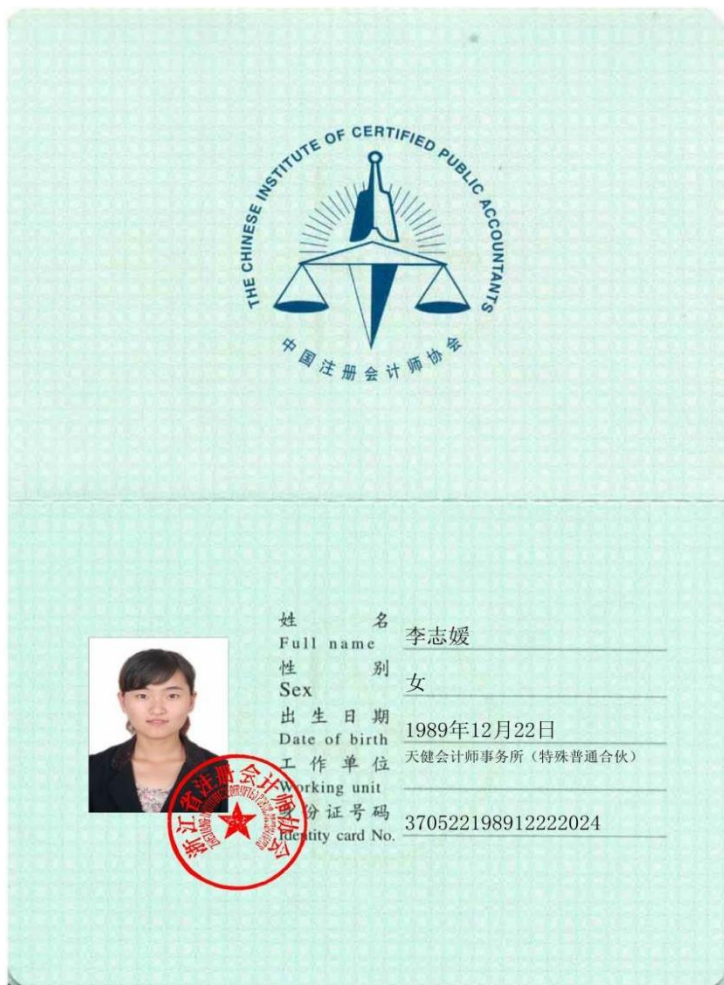 THE CHINESE INSTITUTE OF CERTIFIED PUBLIC ACCOUNTANTS
中国注册会计师协会
姓名 李志媛
Full name
性别 女
Sex
出生日期 1989年12月22日
Date of birth
工作单位 天健会计师事务所（特殊普通合伙）
Working unit
身份证号码 370522198912222024
Identity card No.
浙江省注册会计师协会